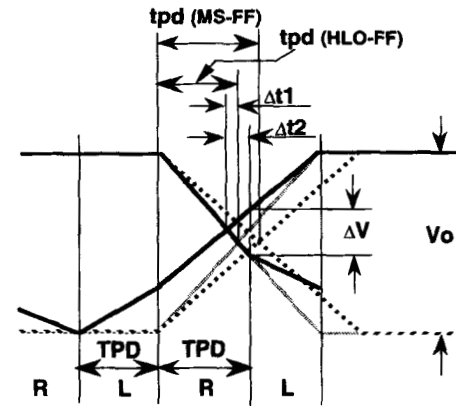 tpd (MS-FF)
tpd (HLO-FF)
Δt1
Δt2
ΔV
Vo
TPD TPD
R L R L